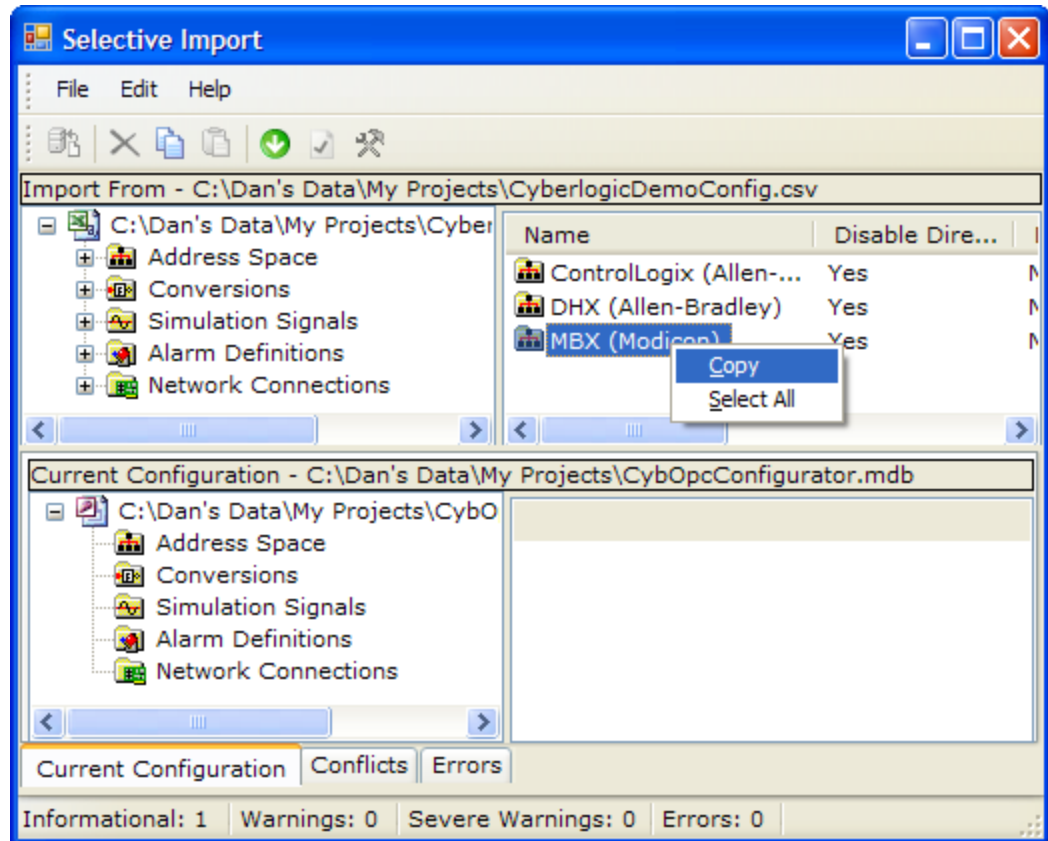 Selective Import
File Edit Help
Import From - C:\Dan's Data\My Projects\CyberlogicDemoConfig.csv
C:\Dan's Data\My Projects\Cyber
Address Space
Conversions
Simulation Signals
Alarm Definitions
Network Connections
Name Disable Dire...
ControlLogix (Allen-... Yes
DHX (Allen-Bradley) Yes
MBX (Modicon) Yes
Copy
Select All
Current Configuration - C:\Dan's Data\My Projects\CybOpcConfigurator.mdb
C:\Dan's Data\My Projects\CybO
Address Space
Conversions
Simulation Signals
Alarm Definitions
Network Connections
Current Configuration Conflicts Errors
Informational: 1 Warnings: 0 Severe Warnings: 0 Errors: 0